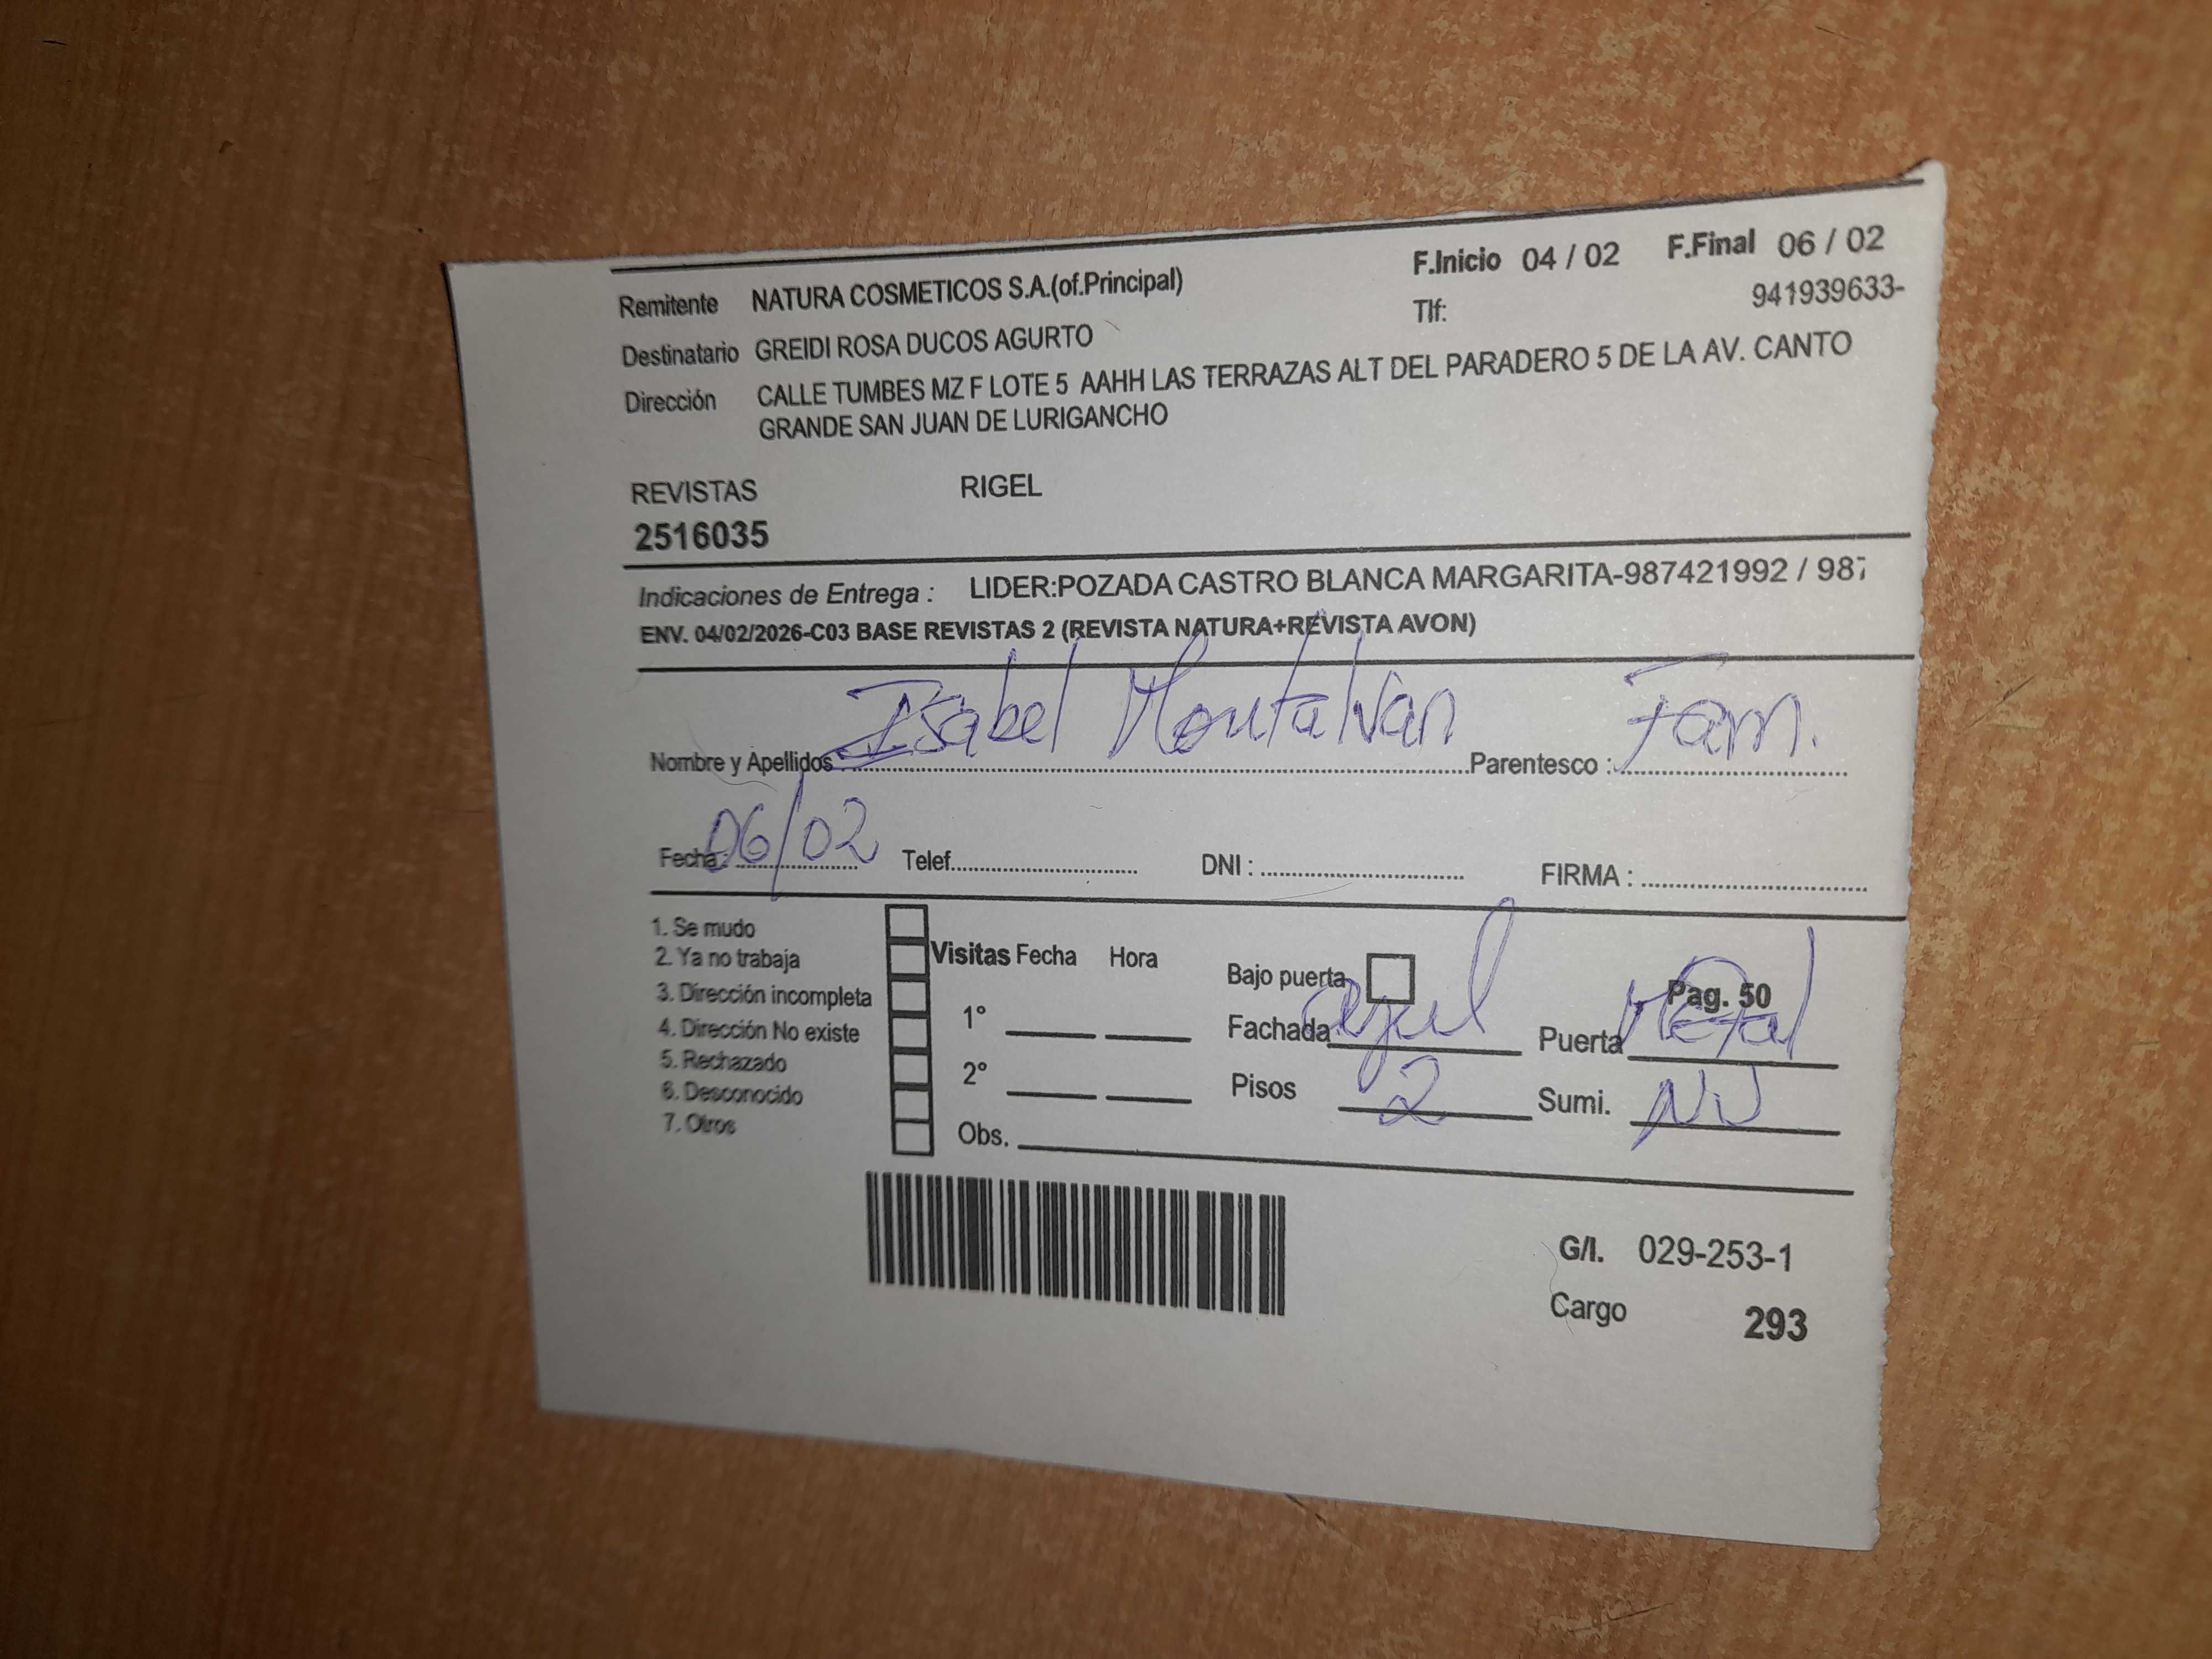 F.Inicio 04 / 02 F.Final 06 / 02
Remitente NATURA COSMETICOS S.A.(of.Principal)
Tlf: 941939633-
Destinatario GREIDI ROSA DUCOS AGURTO
Dirección CALLE TUMBES MZ F LOTE 5 AAHH LAS TERRAZAS ALT DEL PARADERO 5 DE LA AV. CANTO
GRANDE SAN JUAN DE LURIGANCHO
REVISTAS RIGEL
2516035
Indicaciones de Entrega : LIDER:POZADA CASTRO BLANCA MARGARITA-987421992 / 987
ENV. 04/02/2026-C03 BASE REVISTAS 2 (REVISTA NATURA+REVISTA AVON)
Nombre y Apellidos: Isabel Montalvan Parentesco : Fam.
Fecha: 06/02 Telef. DNI : FIRMA :
1. Se mudo
2. Ya no trabaja
3. Dirección incompleta
4. Dirección No existe
5. Rechazado
6. Desconocido
7. Otros
Visitas Fecha Hora
1°
2°
Obs.
Bajo puerta Pag. 50
Fachada azul Puerta Metal
Pisos 2 Sumi.
G/I. 029-253-1
Cargo 293